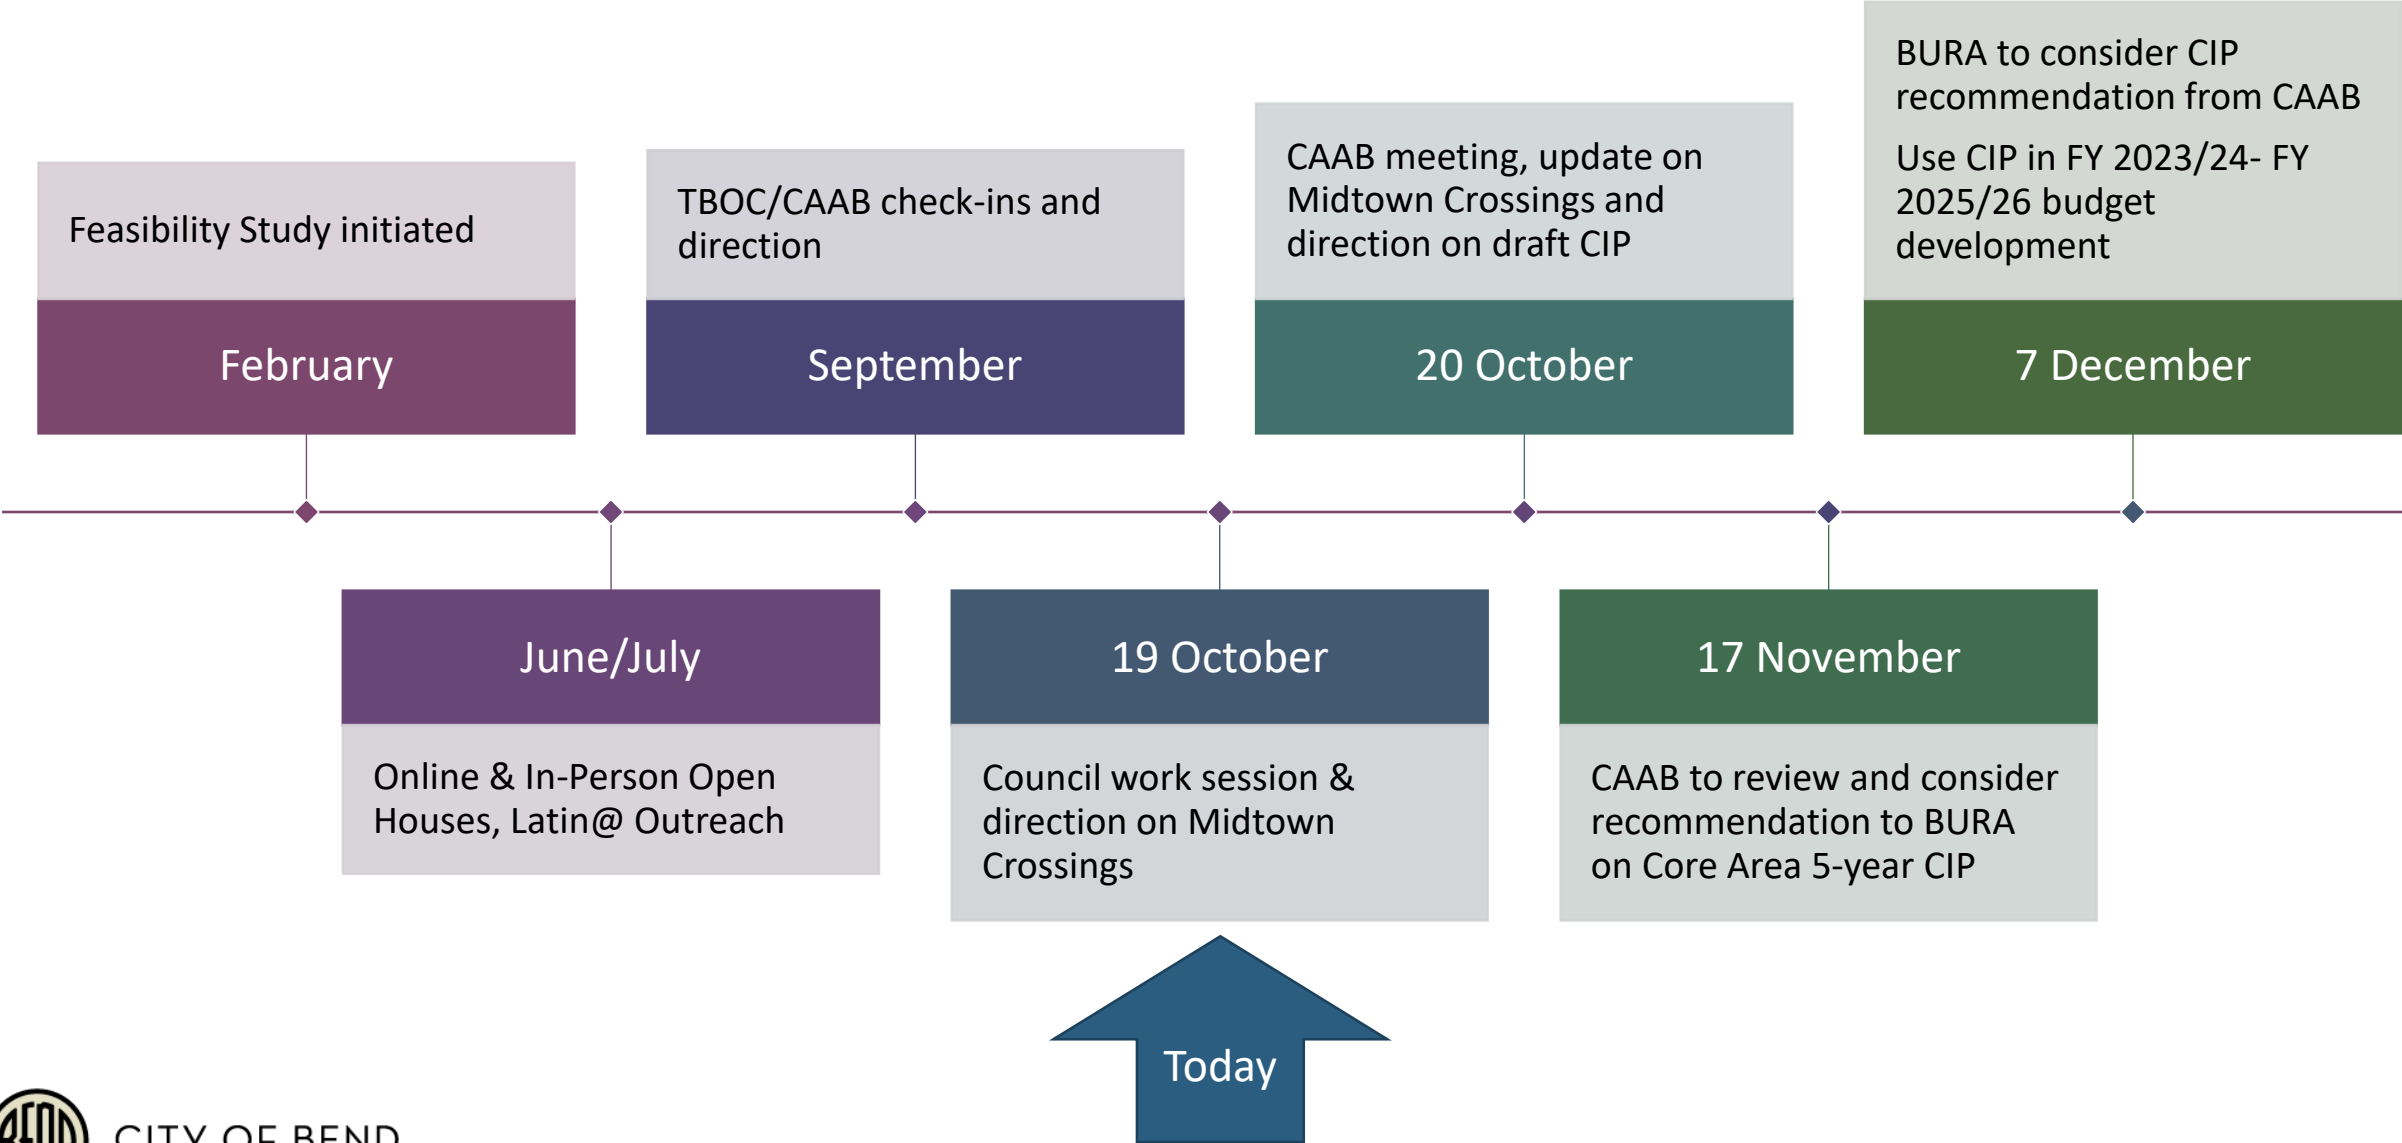 Feasibility Study initiated
February
June/July
Online & In-Person Open
Houses, Latin@ Outreach
TBOC/CAAB check-ins and
direction
September
19 October
Council work session &
direction on Midtown
Crossings
Today
CAAB meeting, update on
Midtown Crossings and
direction on draft CIP
20 October
17 November
CAAB to review and consider
recommendation to BURA
on Core Area 5-year CIP
BURA to consider CIP
recommendation from CAAB
Use CIP in FY 2023/24- FY
2025/26 budget
development
7 December
BEND
CITY OF BEND